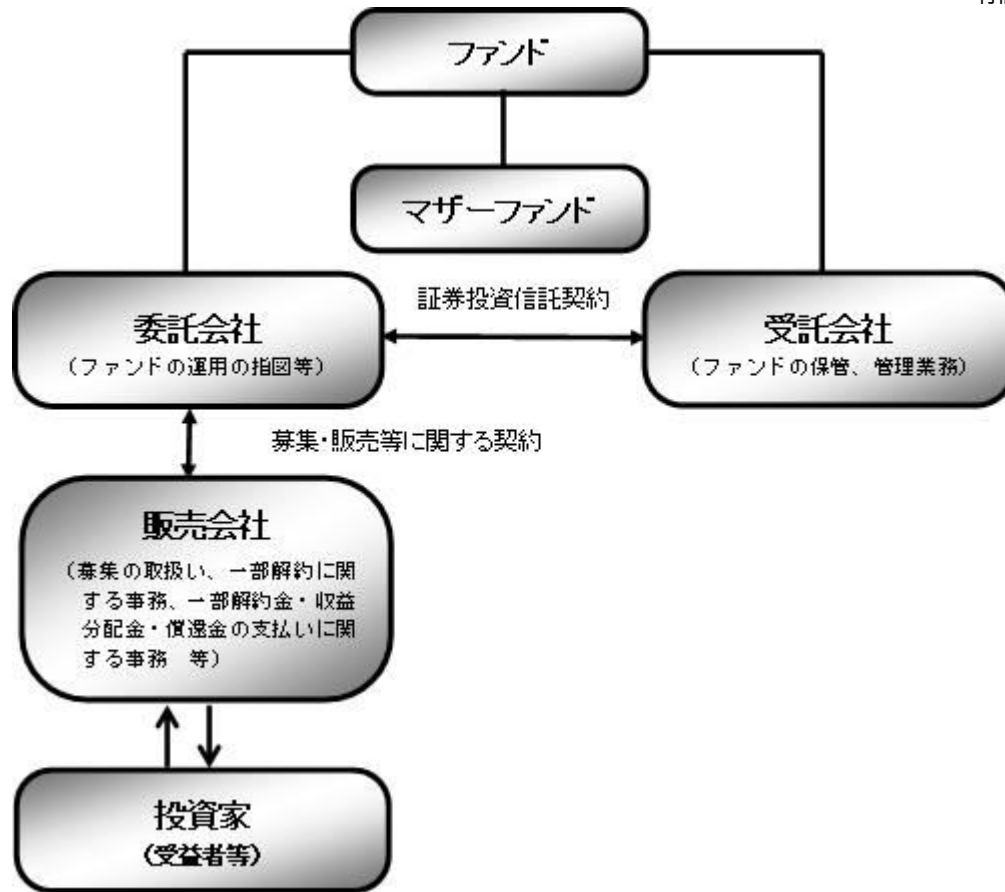 ファンド
マザーファンド
証券投資信託契約
委託会社
(ファンドの運用の指図等)
受託会社
(ファンドの保管、管理業務)
募集・販売等に関する契約
販売会社
(募集の取扱い、一部解約に関
する事務、一部解約金・収益
分配金・償還金の支払いに関
する事務 等)
投資家
(受益者等)